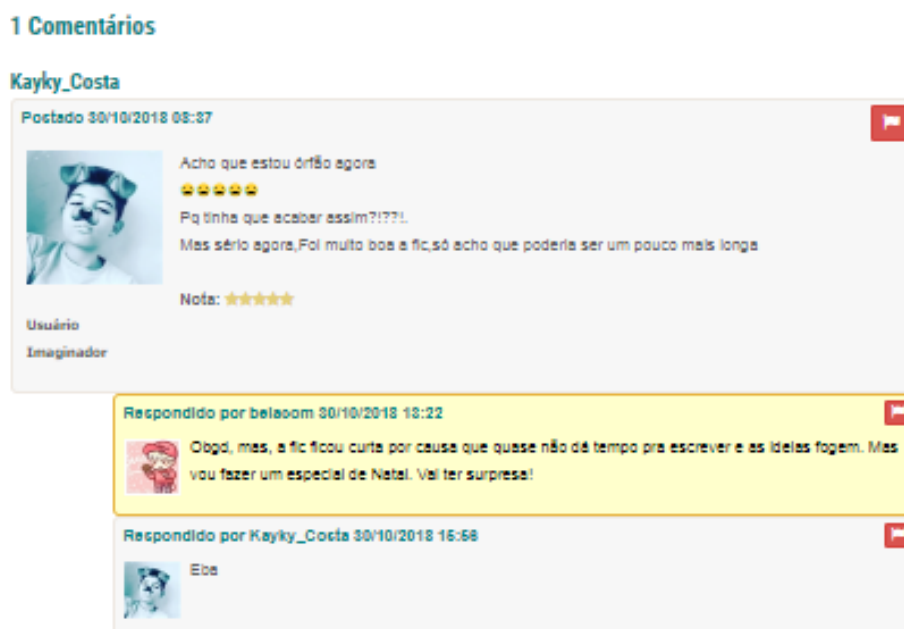 1 Comentários
Kayky_Costa
Postado 30/10/2018 08:37
Acho que estou órfão agora
😫😫😫😫😫
Pq tinha que acabar assim?!??!.
Mas sério agora,Foi muito boa a fic,só acho que poderia ser um pouco mais longa
Nota: ★★★★★
Usuário
Imaginador
Respondido por belaoom 30/10/2018 13:22
Obgd, mas, a fic ficou curta por causa que quase não dá tempo pra escrever e as ideias fogem. Mas
vou fazer um especial de Natal. Vai ter surpresa!
Respondido por Kayky_Costa 30/10/2018 15:56
Eba